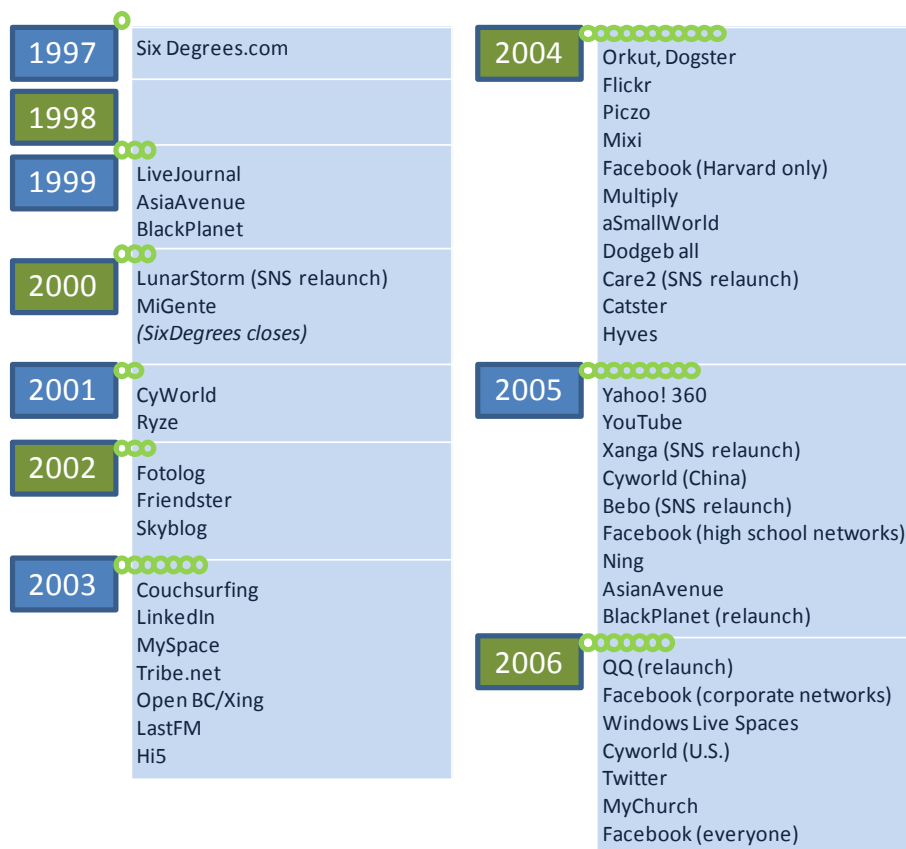 1997
Six Degrees.com
1998
1999
LiveJournal
AsiaAvenue
BlackPlanet
2000
LunarStorm (SNS relaunch)
MiGente
(SixDegrees closes)
2001
CyWorld
Ryze
2002
Fotolog
Friendster
Skyblog
2003
Couchsurfing
LinkedIn
MySpace
Tribe.net
Open BC/Xing
LastFM
Hi5
2004
Orkut, Dogster
Flickr
Piczo
Mixi
Facebook (Harvard only)
Multiply
aSmallWorld
Dodgeb all
Care2 (SNS relaunch)
Catster
Hyves
2005
Yahoo! 360
YouTube
Xanga (SNS relaunch)
Cyworld (China)
Bebo (SNS relaunch)
Facebook (high school networks)
Ning
AsianAvenue
BlackPlanet (relaunch)
2006
QQ (relaunch)
Facebook (corporate networks)
Windows Live Spaces
Cyworld (U.S.)
Twitter
MyChurch
Facebook (everyone)